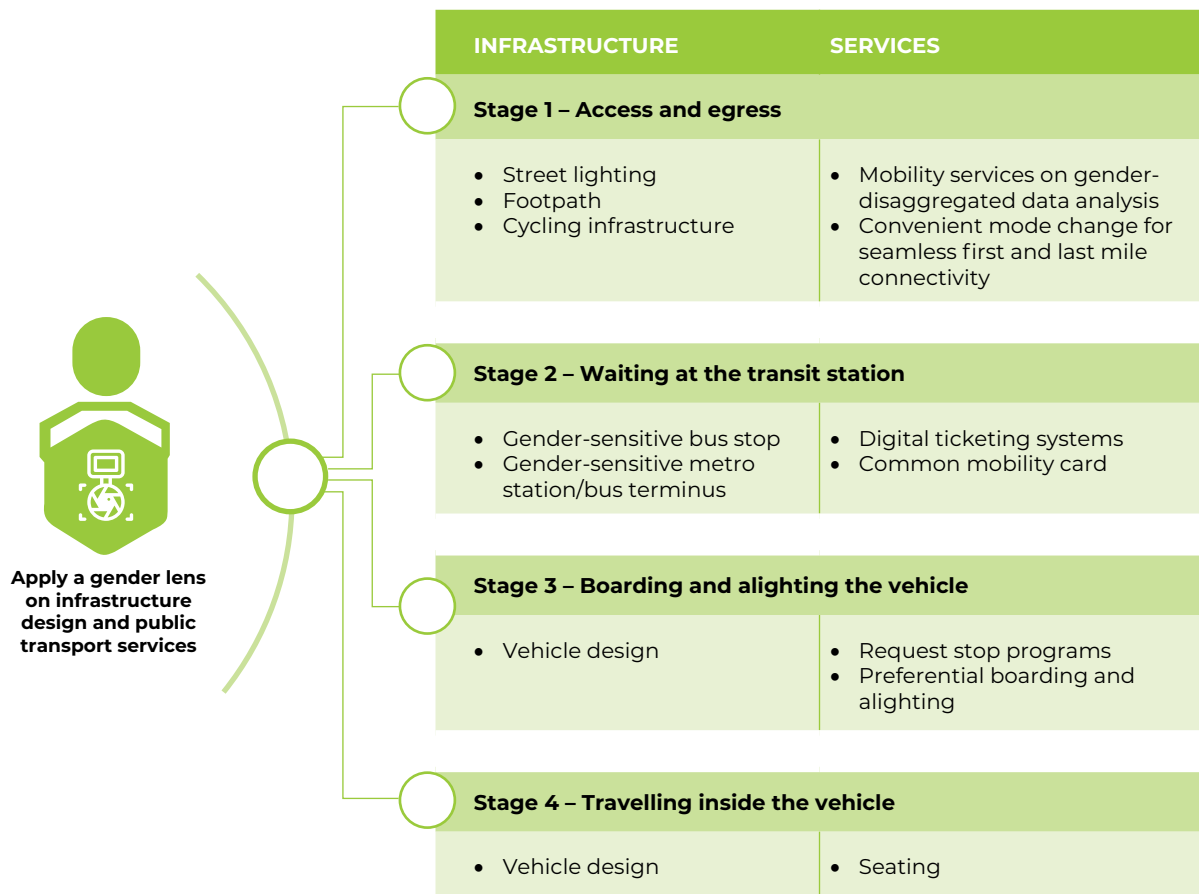 INFRASTRUCTURE SERVICES
Stage 1 – Access and egress
• Street lighting
• Footpath
• Cycling infrastructure
• Mobility services on gender-
disaggregated data analysis
• Convenient mode change for
seamless first and last mile
connectivity
Stage 2 – Waiting at the transit station
• Gender-sensitive bus stop
• Gender-sensitive metro
station/bus terminus
• Digital ticketing systems
• Common mobility card
Apply a gender lens
on infrastructure
design and public
transport services
Stage 3 – Boarding and alighting the vehicle
• Vehicle design
• Request stop programs
• Preferential boarding and
alighting
Stage 4 – Travelling inside the vehicle
• Vehicle design
• Seating